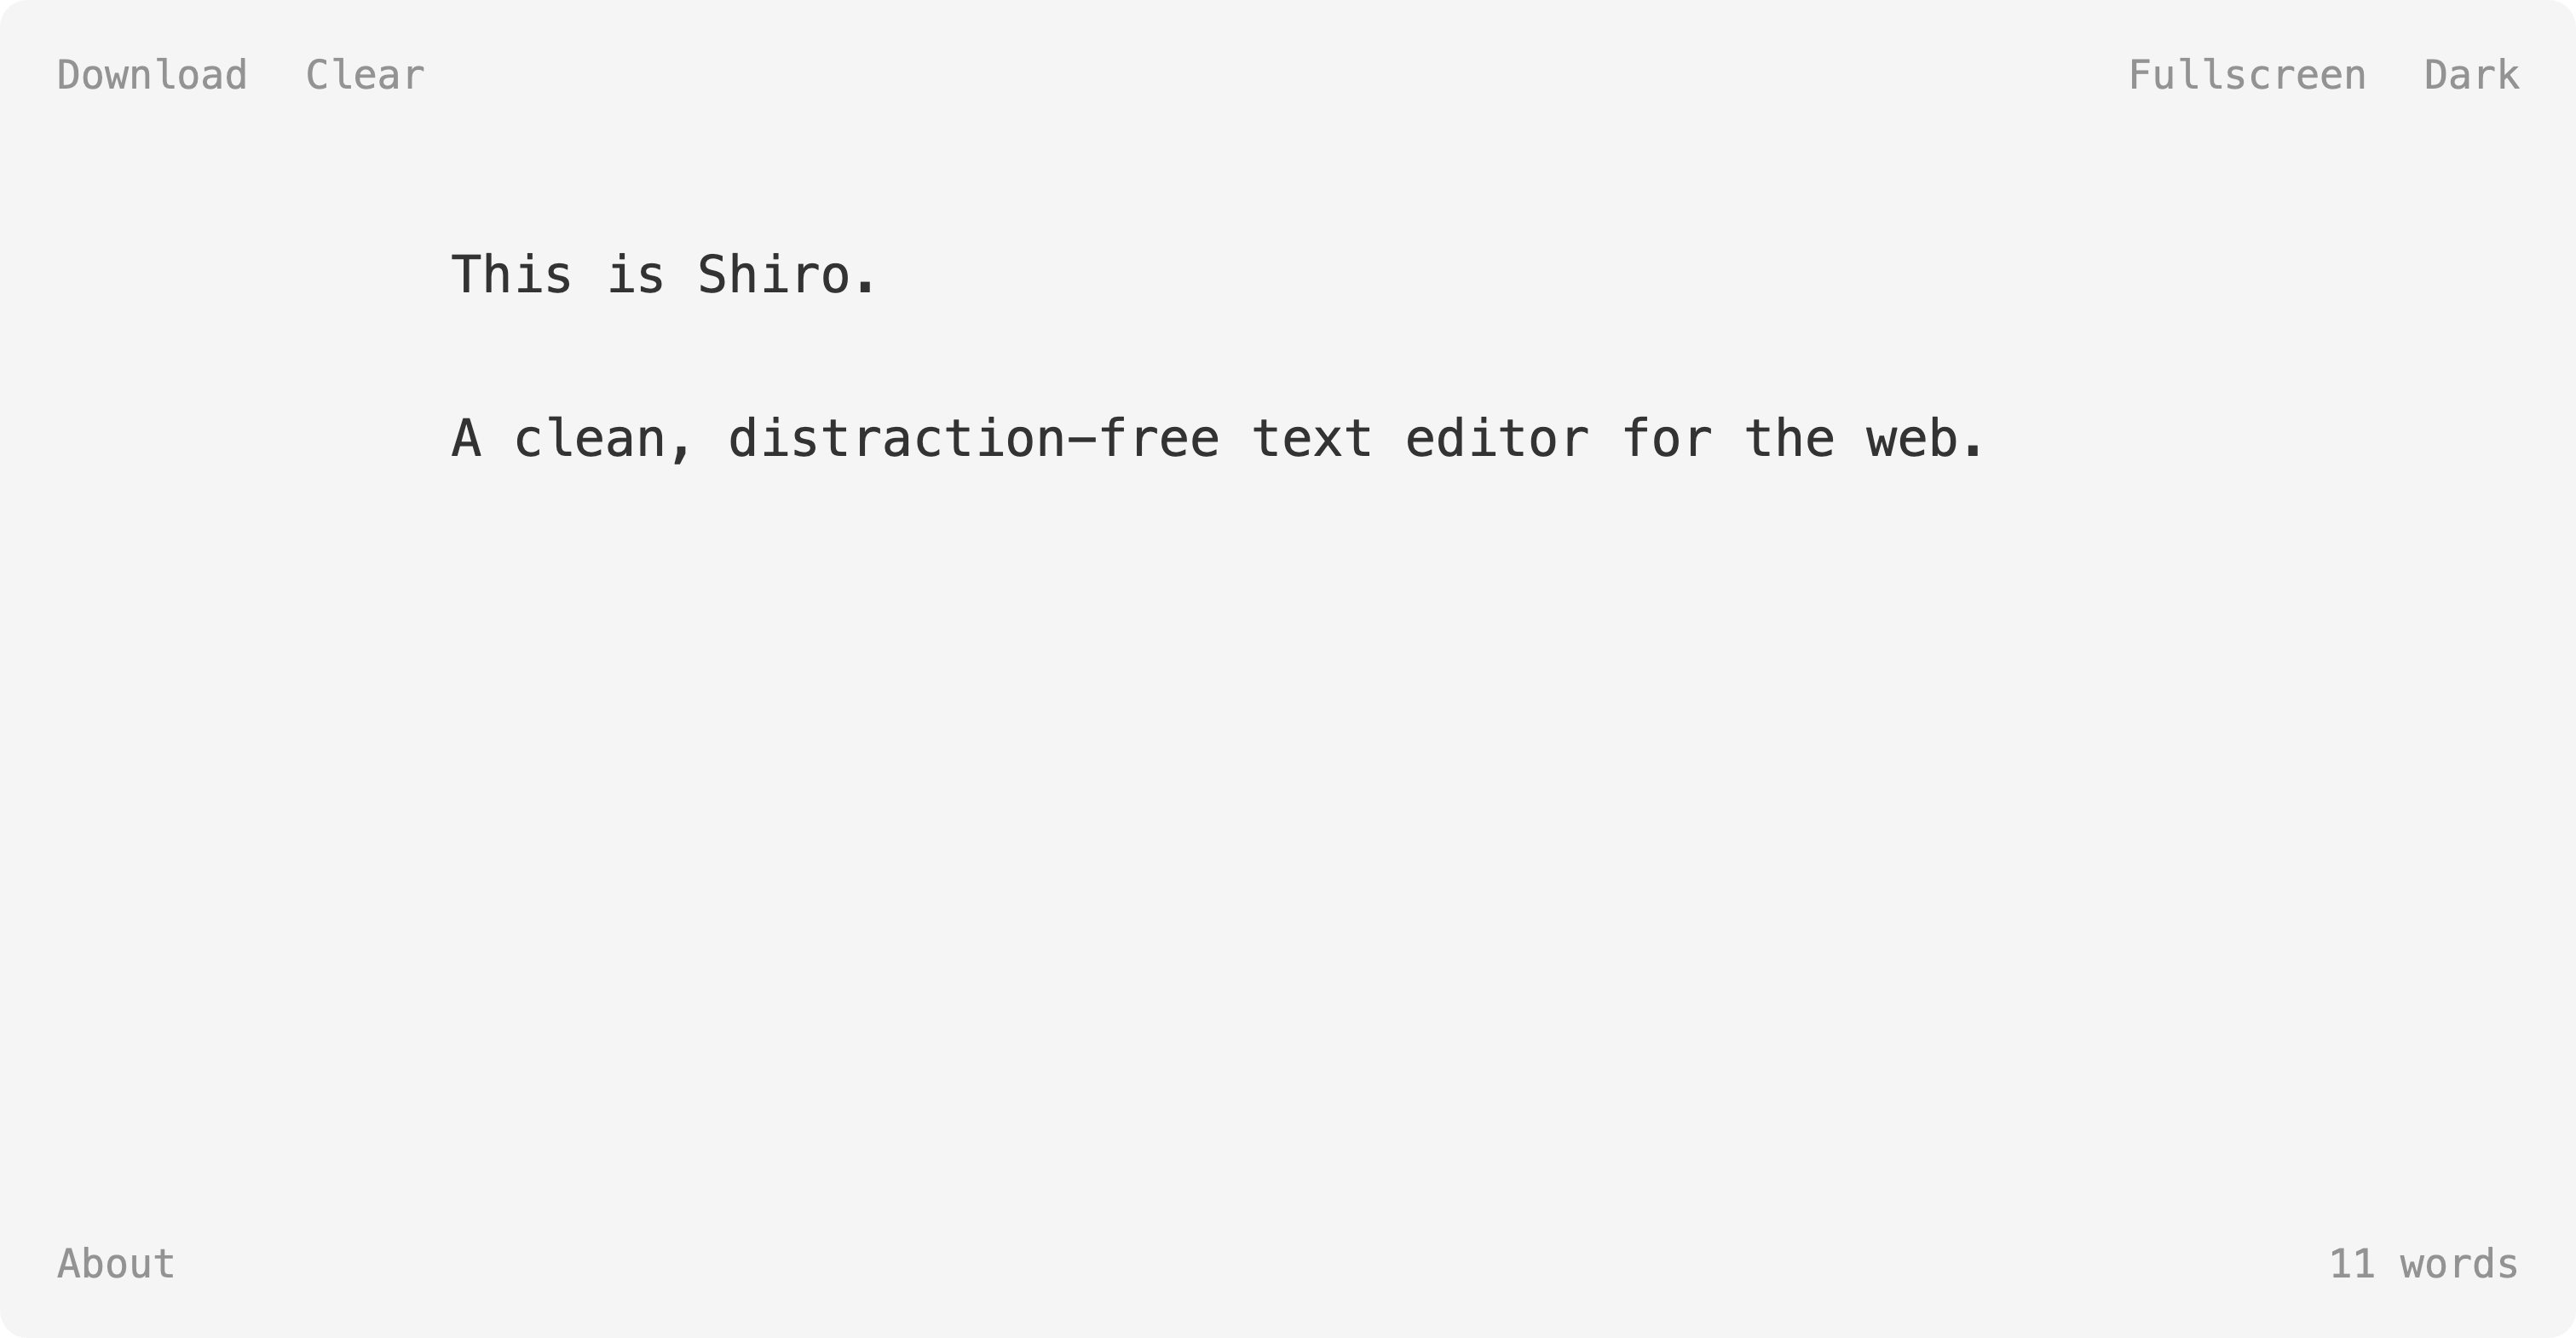 Download Clear Fullscreen Dark
This is Shiro.
A clean, distraction-free text editor for the web.
About 11 words